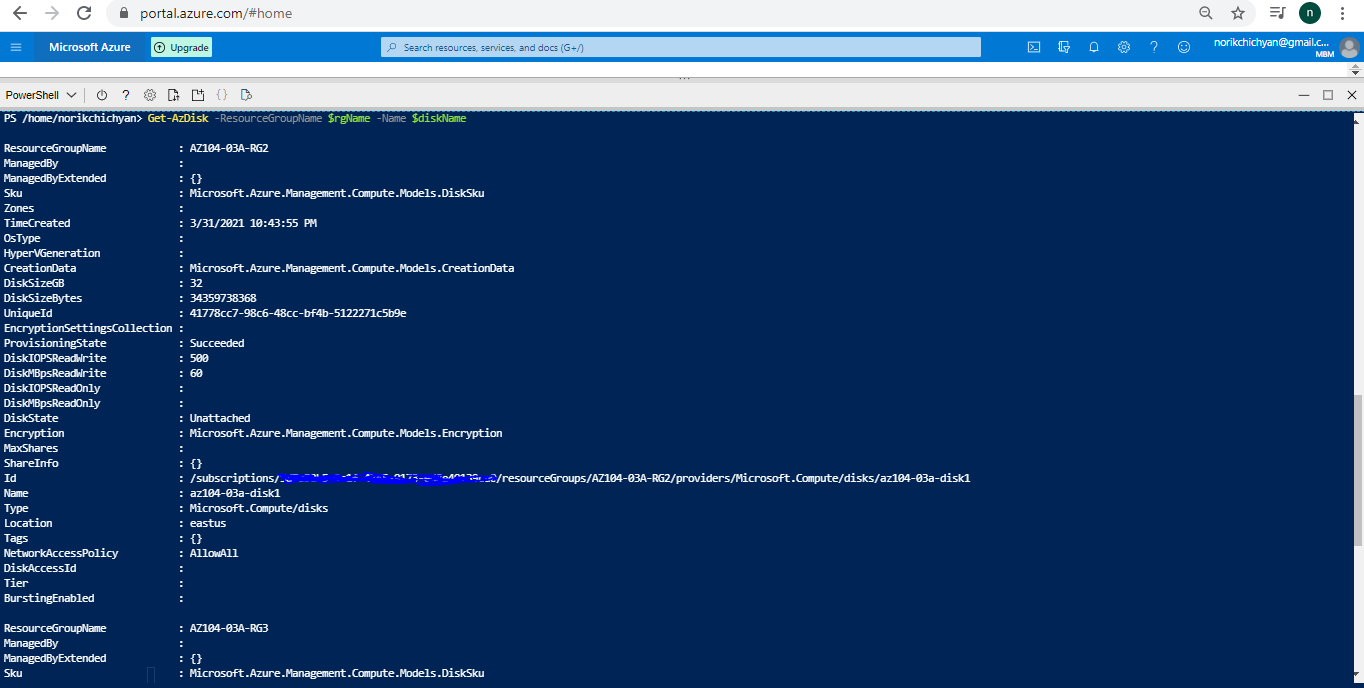 portal.azure.com/#home
n
Microsoft Azure
Upgrade
Search resources, services, and docs (G+/)
norikchichyan@gmail.c...
MBM
PowerShell
PS /home/norikchichyan> Get-AzDisk -ResourceGroupName $rgName -Name $diskName
ResourceGroupName : AZ104-03A-RG2
ManagedBy :
ManagedByExtended : {}
Sku : Microsoft.Azure.Management.Compute.Models.DiskSku
Zones :
TimeCreated : 3/31/2021 10:43:55 PM
OsType :
HyperVGeneration :
CreationData : Microsoft.Azure.Management.Compute.Models.CreationData
DiskSizeGB : 32
DiskSizeBytes : 34359738368
UniqueId : 41778cc7-98c6-48cc-bf4b-5122271c5b9e
EncryptionSettingsCollection :
ProvisioningState : Succeeded
DiskIOPSReadWrite : 500
DiskMBpsReadWrite : 60
DiskIOPSReadOnly :
DiskMBpsReadOnly :
DiskState : Unattached
Encryption : Microsoft.Azure.Management.Compute.Models.Encryption
MaxShares :
ShareInfo : {}
Id : /subscriptions/ /resourceGroups/AZ104-03A-RG2/providers/Microsoft.Compute/disks/az104-03a-disk1
Name : az104-03a-disk1
Type : Microsoft.Compute/disks
Location : eastus
Tags : {}
NetworkAccessPolicy : AllowAll
DiskAccessId :
Tier :
BurstingEnabled :
ResourceGroupName : AZ104-03A-RG3
ManagedBy :
ManagedByExtended : {}
Sku : Microsoft.Azure.Management.Compute.Models.DiskSku